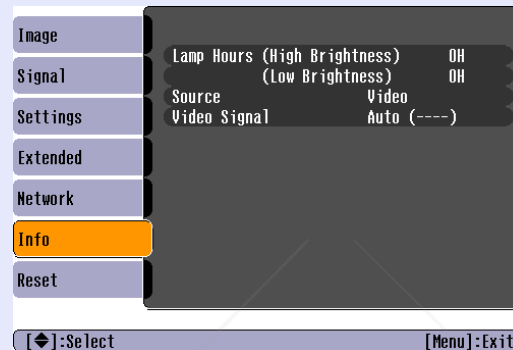 Image
Signal
Settings
Extended
Network
Info
Reset
Lamp Hours (High Brightness) 0H
(Low Brightness) 0H
Source Video
Video Signal Auto (----)
[◆]:Select [Menu]:Exit